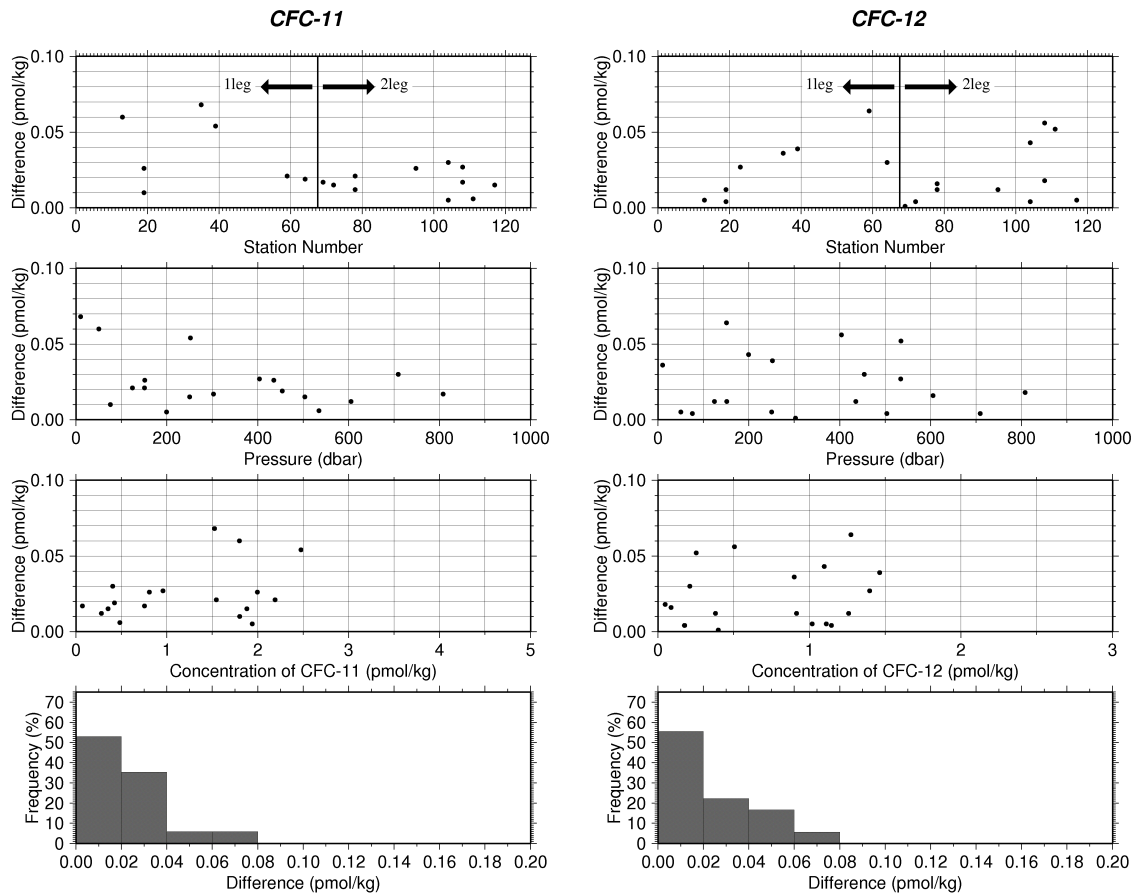 CFC-11
CFC-12
Difference (pmol/kg)
0.10
0.05
0.00
1leg
2leg
0 20 40 60 80 100 120
Station Number
Difference (pmol/kg)
0.10
0.05
0.00
1leg
2leg
0 20 40 60 80 100 120
Station Number
Difference (pmol/kg)
0.10
0.05
0.00
0 200 400 600 800 1000
Pressure (dbar)
Difference (pmol/kg)
0.10
0.05
0.00
0 200 400 600 800 1000
Pressure (dbar)
Difference (pmol/kg)
0.10
0.05
0.00
0 1 2 3 4 5
Concentration of CFC-11 (pmol/kg)
Difference (pmol/kg)
0.10
0.05
0.00
0 1 2 3
Concentration of CFC-12 (pmol/kg)
Frequency (%)
70
60
50
40
30
20
10
0
0.00 0.02 0.04 0.06 0.08 0.10 0.12 0.14 0.16 0.18 0.20
Difference (pmol/kg)
Frequency (%)
70
60
50
40
30
20
10
0
0.00 0.02 0.04 0.06 0.08 0.10 0.12 0.14 0.16 0.18 0.20
Difference (pmol/kg)